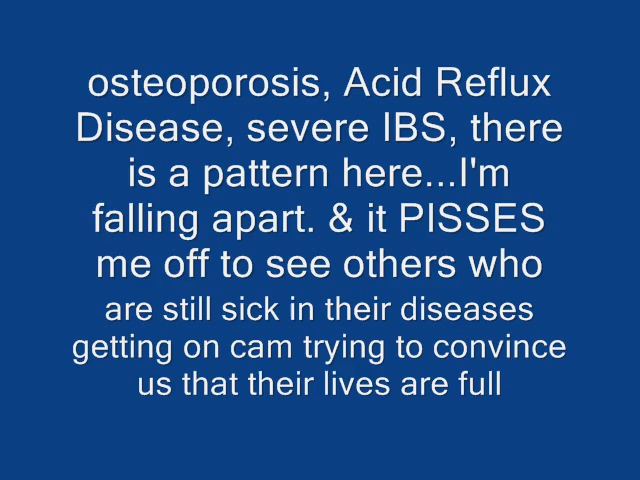 osteoporosis, Acid Reflux
Disease, severe IBS, there
is a pattern here...I'm
falling apart. & it PISSES
me off to see others who
are still sick in their diseases
getting on cam trying to convince
us that their lives are full